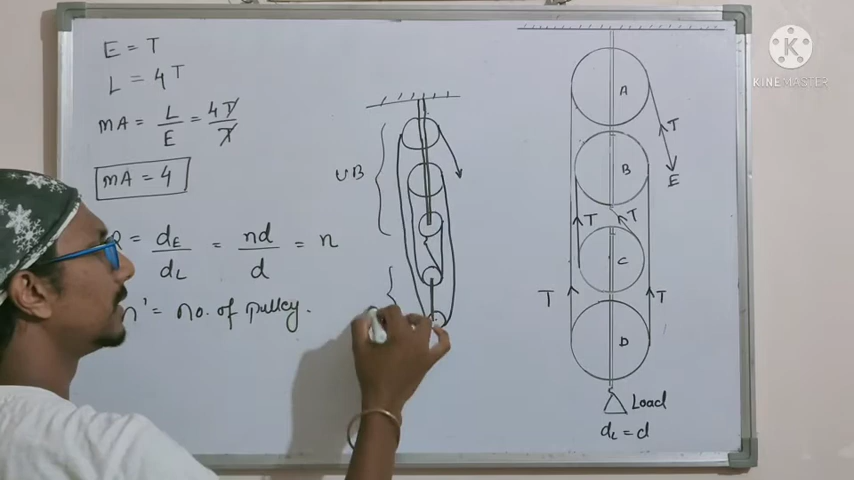 E = T
L = 4T
MA = L/E = 4T/T
MA = 4
R = dE/dL = nd/d = n
n' = no. of pulley.
UB
A
T
B
E
T
T
C
T
T
D
Load
dL = d
K
KINEMASTER